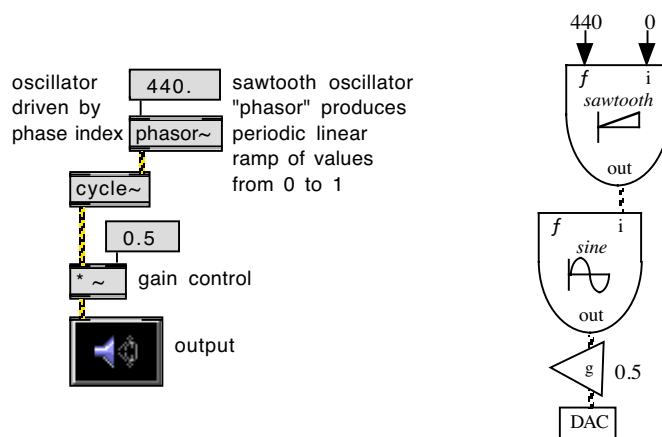 oscillator
driven by
phase index
440.
phasor~
sawtooth oscillator
"phasor" produces
periodic linear
ramp of values
from 0 to 1
cycle~
0.5
* ~
gain control
output
440
0
f
i
sawtooth
out
f
i
sine
out
g
0.5
DAC